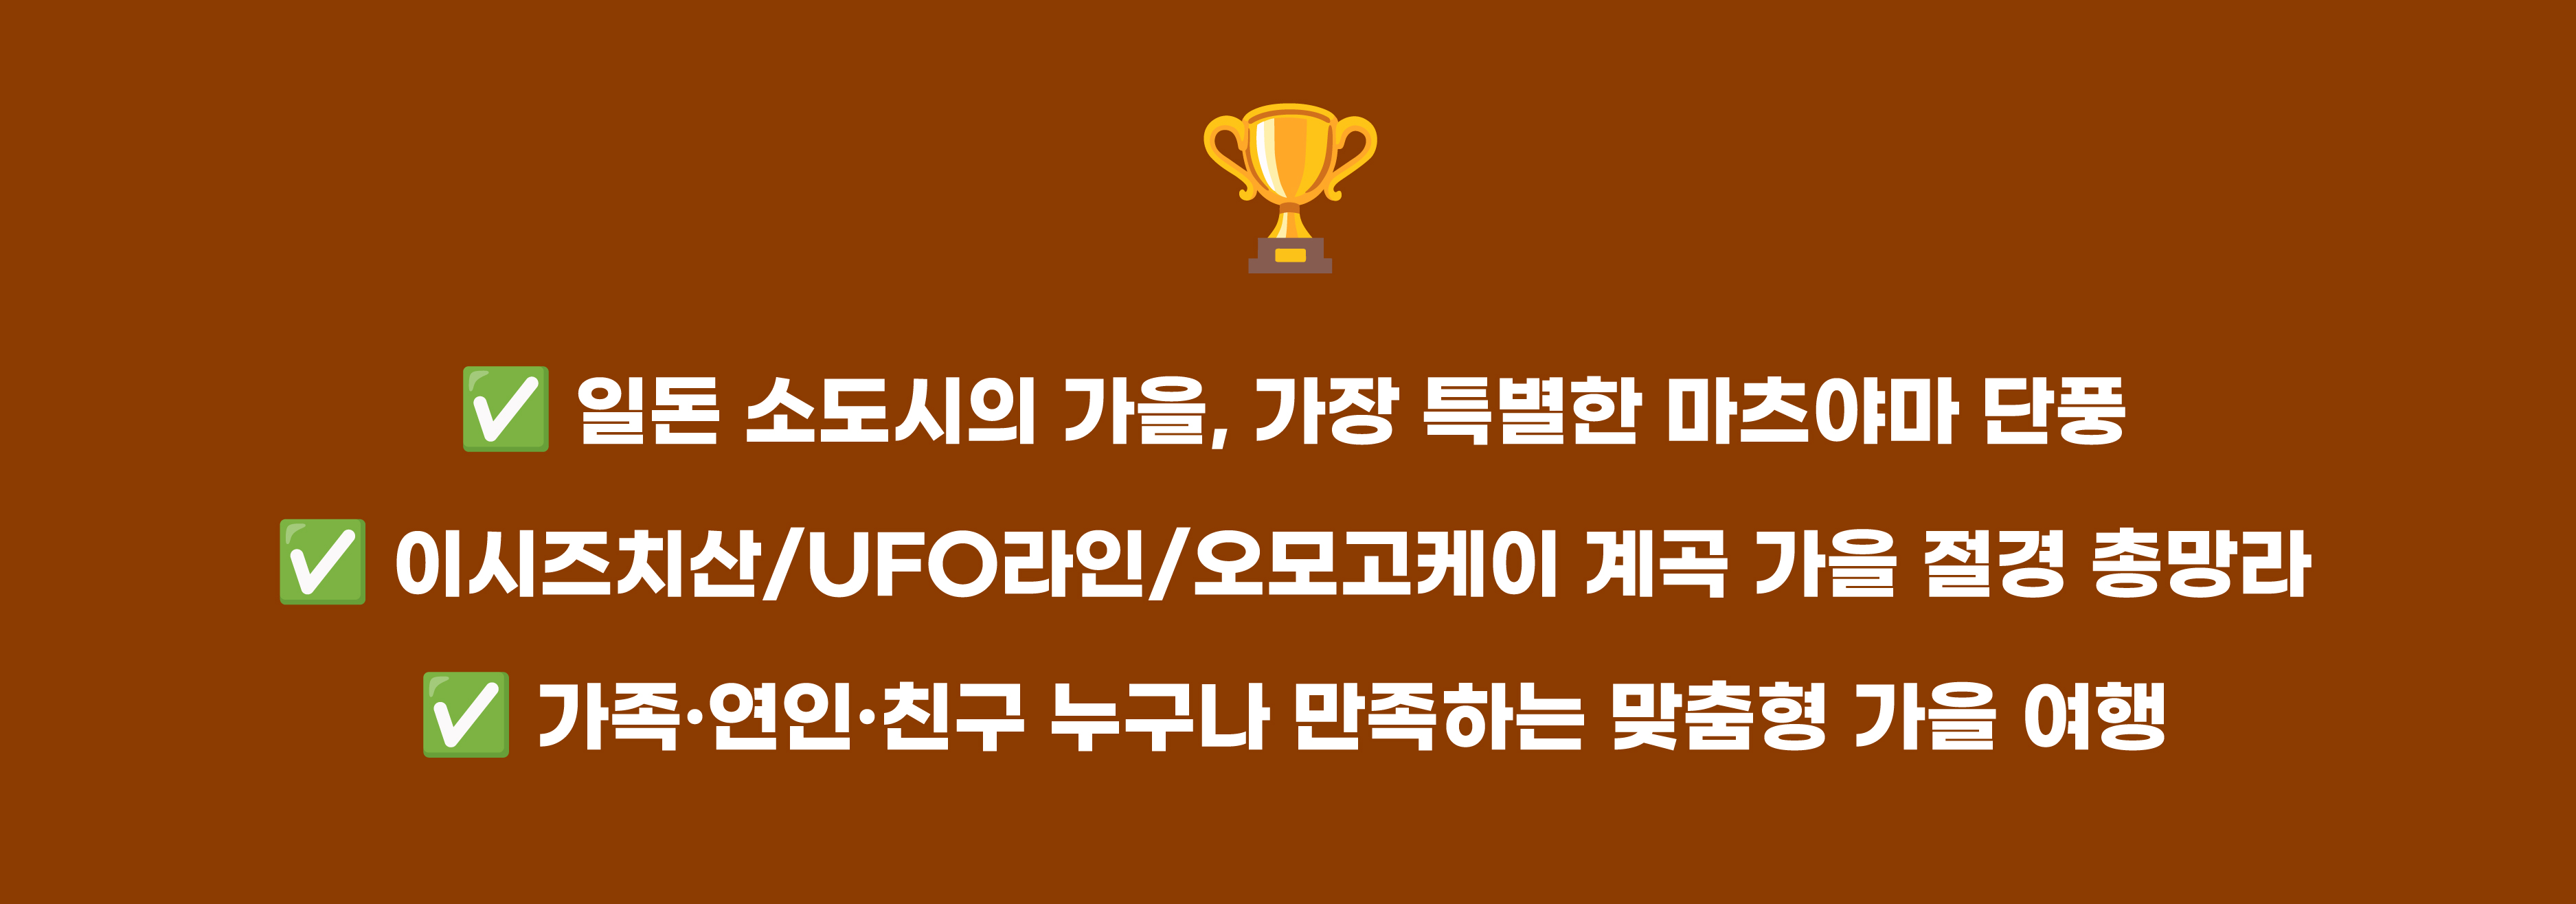 ✅ 일돈 소도시의 가을, 가장 특별한 마츠야마 단풍
✅ 이시즈치산/UFO라인/오모고케이 계곡 가을 절경 총망라
✅ 가족·연인·친구 누구나 만족하는 맞춤형 가을 여행